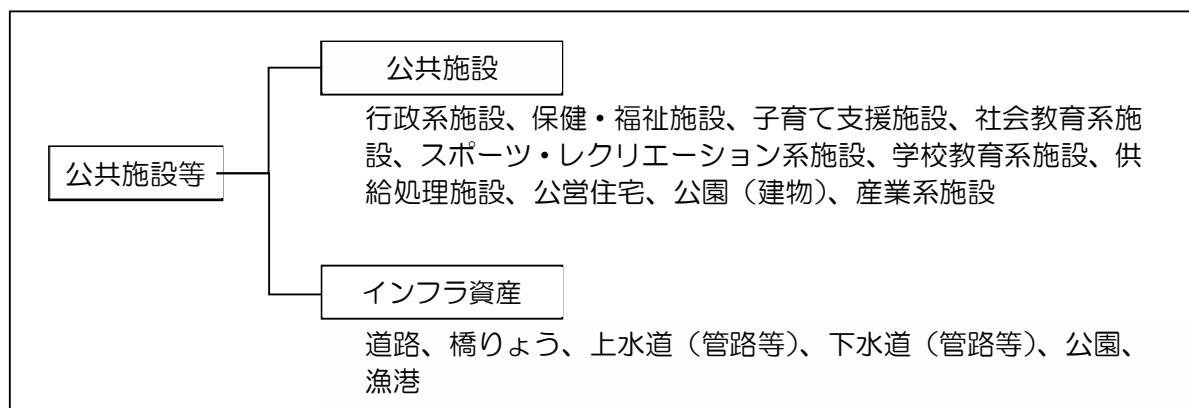 公共施設
行政系施設、保健・福祉施設、子育て支援施設、社会教育系施
設、スポーツ・レクリエーション系施設、学校教育系施設、供
給処理施設、公営住宅、公園（建物）、産業系施設
公共施設等
インフラ資産
道路、橋りょう、上水道（管路等）、下水道（管路等）、公園、
漁港